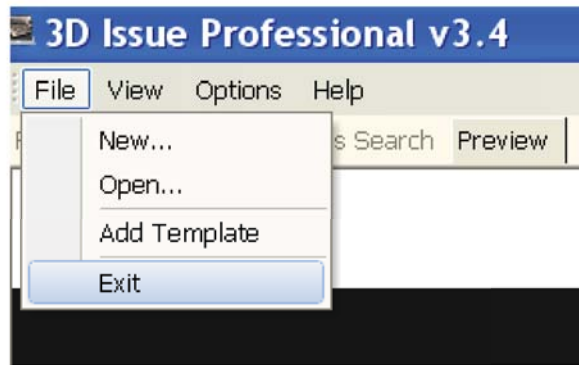 3D Issue Professional v3.4
File View Options Help
s Search Preview
New...
Open...
Add Template
Exit